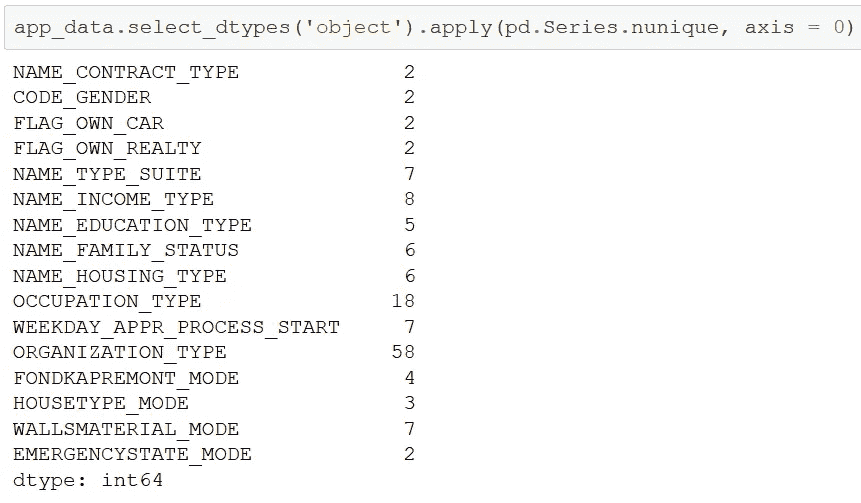 app_data.select_dtypes('object').apply(pd.Series.nunique, axis = 0)
NAME_CONTRACT_TYPE 2
CODE_GENDER 2
FLAG_OWN_CAR 2
FLAG_OWN_REALTY 2
NAME_TYPE_SUITE 7
NAME_INCOME_TYPE 8
NAME_EDUCATION_TYPE 5
NAME_FAMILY_STATUS 6
NAME_HOUSING_TYPE 6
OCCUPATION_TYPE 18
WEEKDAY_APPR_PROCESS_START 7
ORGANIZATION_TYPE 58
FONDKAPREMONT_MODE 4
HOUSETYPE_MODE 3
WALLSMATERIAL_MODE 7
EMERGENCYSTATE_MODE 2
dtype: int64